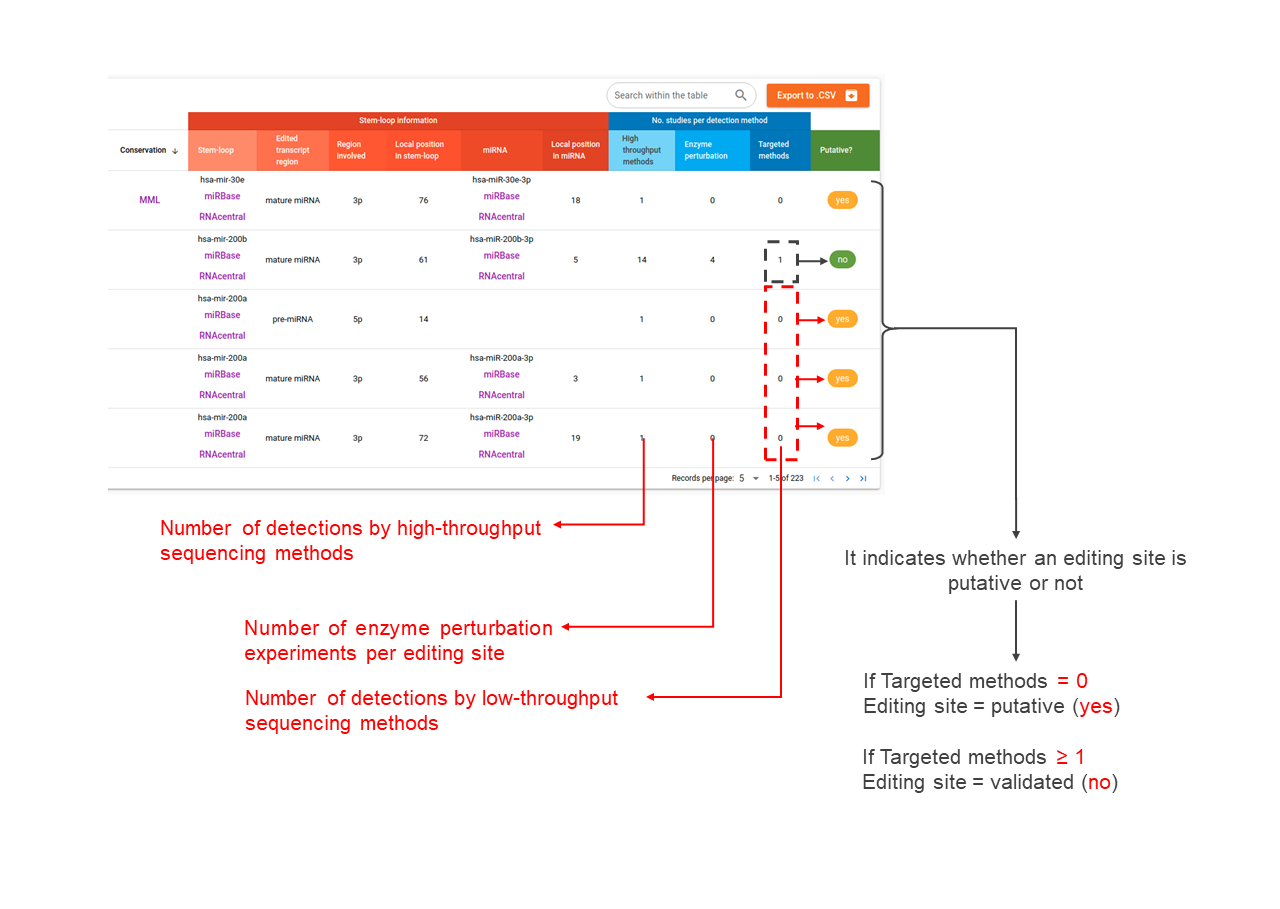 Search within the table
Export to .CSV
Stem-loop information
No. studies per detection method
Conservation
Stem-loop
Edited
transcript
region
Region
involved
Local position
in stem-loop
miRNA
Local position
in miRNA
High
throughput
methods
Enzyme
perturbation
Targeted
methods
Putative?
hsa-mir-30e
hsa-miR-30e-3p
MML
miRBase
RNAcentral
mature miRNA
3p
76
miRBase
RNAcentral
18
1
0
0
yes
hsa-mir-200b
hsa-miR-200b-3p
miRBase
RNAcentral
mature miRNA
3p
61
miRBase
RNAcentral
5
14
4
1
no
hsa-mir-200a
miRBase
RNAcentral
pre-miRNA
5p
14
1
0
0
yes
hsa-mir-200a
hsa-miR-200a-3p
miRBase
RNAcentral
mature miRNA
3p
56
miRBase
RNAcentral
3
1
0
0
yes
hsa-mir-200a
hsa-miR-200a-3p
miRBase
RNAcentral
mature miRNA
3p
72
miRBase
RNAcentral
19
1
0
0
yes
Records per page: 5 1-5 of 223
Number of detections by high-throughput
sequencing methods
Number of enzyme perturbation
experiments per editing site
Number of detections by low-throughput
sequencing methods
It indicates whether an editing site is
putative or not
If Targeted methods = 0
Editing site = putative (yes)
If Targeted methods ≥ 1
Editing site = validated (no)